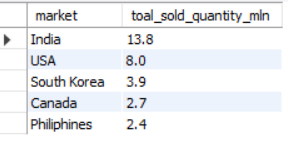 market toal_sold_quantity_mln
India 13.8
USA 8.0
South Korea 3.9
Canada 2.7
Philiphines 2.4